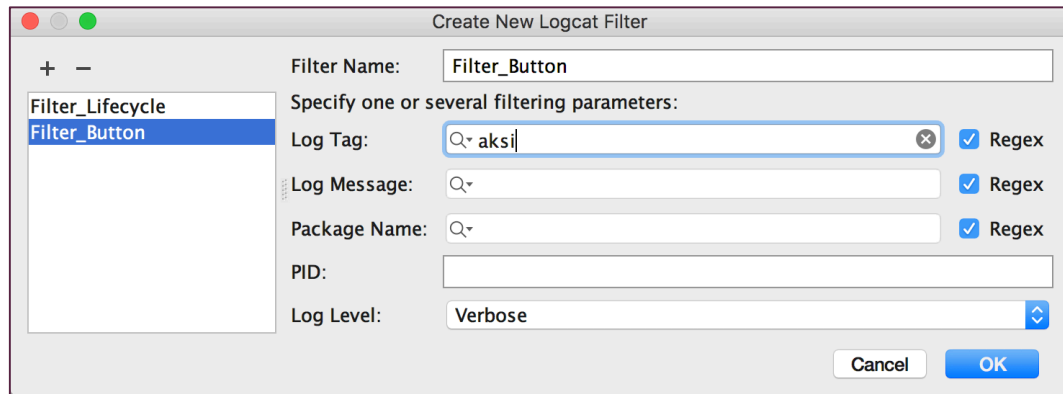 Create New Logcat Filter
+ −
Filter_Lifecycle
Filter_Button
Filter Name: Filter_Button
Specify one or several filtering parameters:
Log Tag: aksi Regex
Log Message: Regex
Package Name: Regex
PID:
Log Level: Verbose
Cancel OK